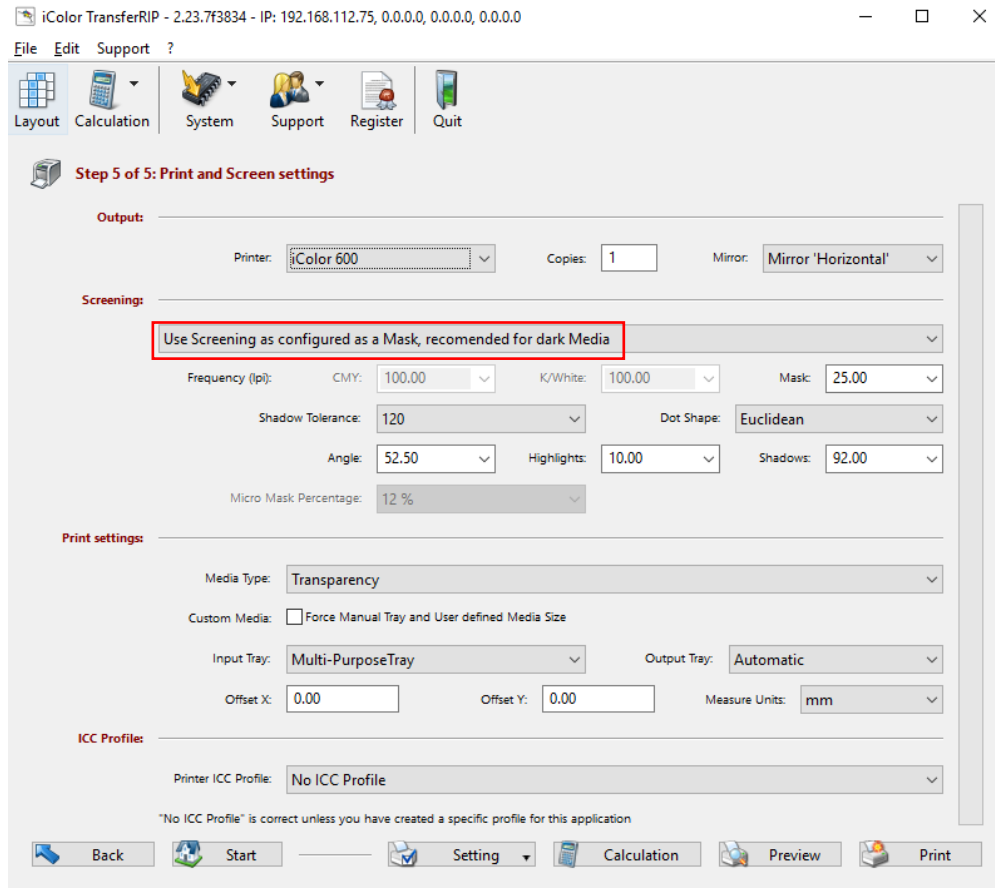 iColor TransferRIP - 2.23.7f3834 - IP: 192.168.112.75, 0.0.0.0, 0.0.0.0, 0.0.0.0
File Edit Support ?
Layout Calculation System Support Register Quit
Step 5 of 5: Print and Screen settings
Output:
Printer: iColor 600 Copies: 1 Mirror: Mirror 'Horizontal'
Screening:
Use Screening as configured as a Mask, recomended for dark Media
Frequency (lpi): CMY: 100.00 K/White: 100.00 Mask: 25.00
Shadow Tolerance: 120 Dot Shape: Euclidean
Angle: 52.50 Highlights: 10.00 Shadows: 92.00
Micro Mask Percentage: 12 %
Print settings:
Media Type: Transparency
Custom Media: Force Manual Tray and User defined Media Size
Input Tray: Multi-PurposeTray Output Tray: Automatic
Offset X: 0.00 Offset Y: 0.00 Measure Units: mm
ICC Profile:
Printer ICC Profile: No ICC Profile
"No ICC Profile" is correct unless you have created a specific profile for this application
Back Start Setting Calculation Preview Print